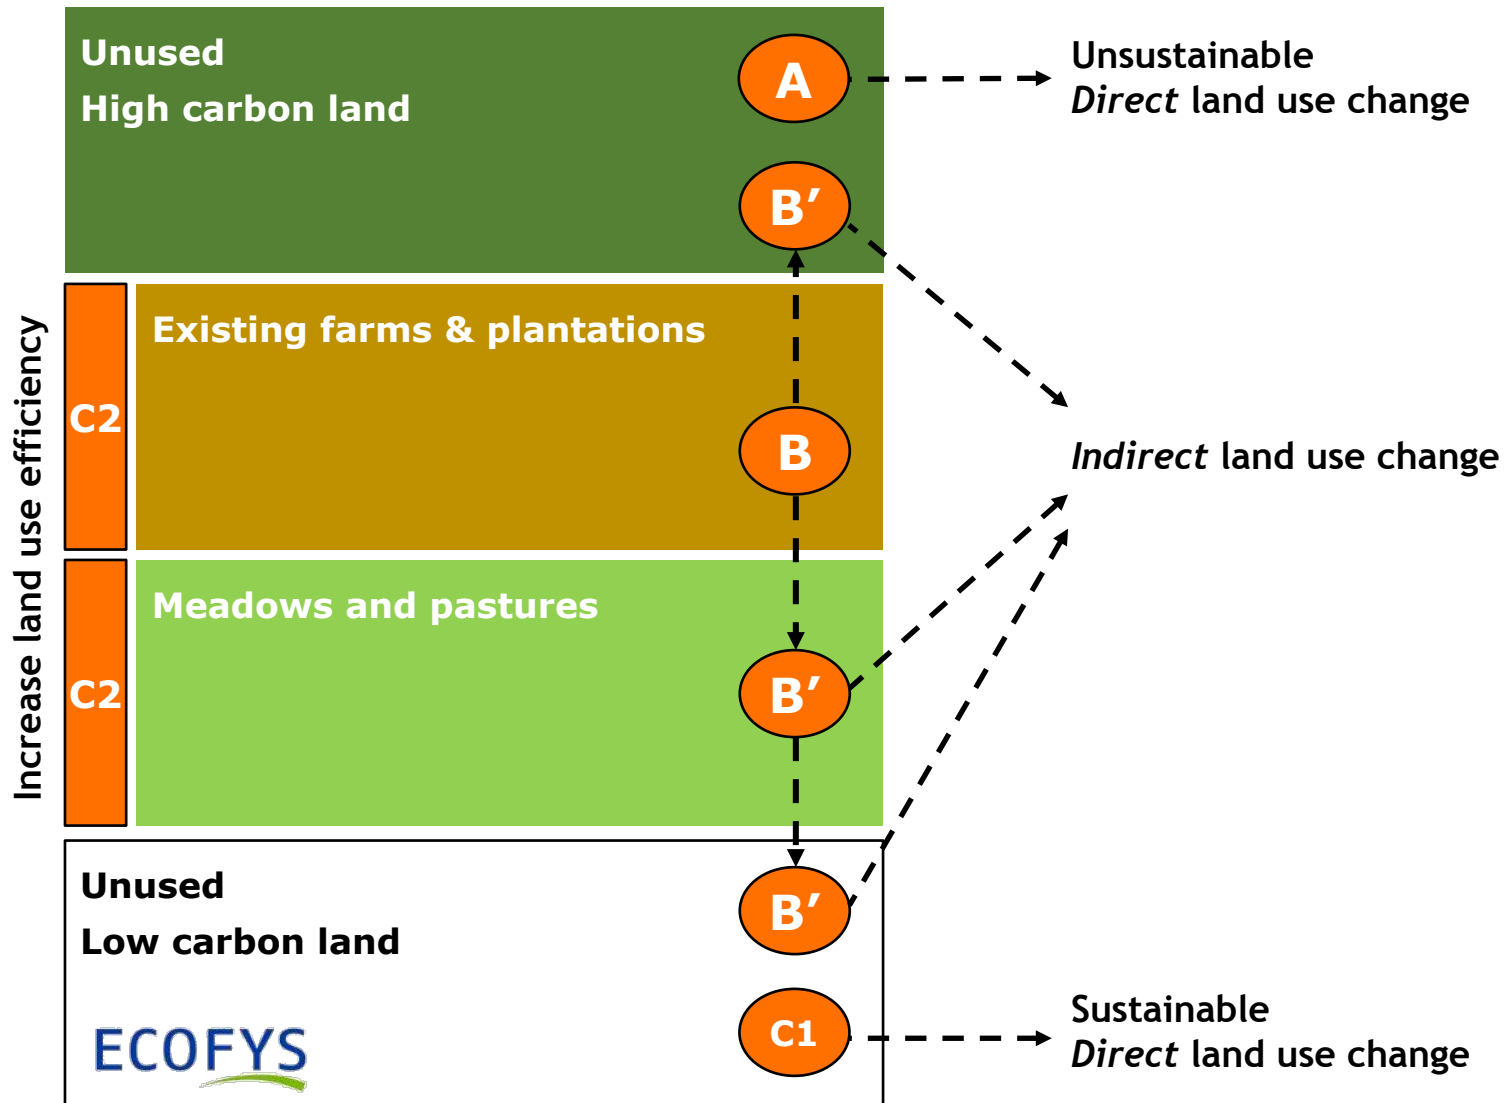 Unused
High carbon land
A
B′
Unsustainable
Direct land use change
Increase land use efficiency
C2
Existing farms & plantations
B
Indirect land use change
C2
Meadows and pastures
B′
Unused
Low carbon land
B′
C1
ECOFYS
Sustainable
Direct land use change